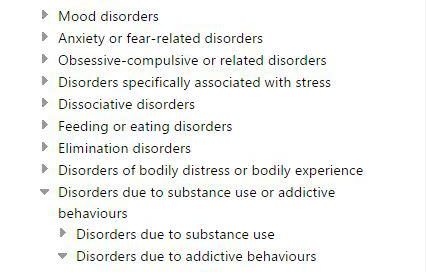 Mood disorders
Anxiety or fear-related disorders
Obsessive-compulsive or related disorders
Disorders specifically associated with stress
Dissociative disorders
Feeding or eating disorders
Elimination disorders
Disorders of bodily distress or bodily experience
Disorders due to substance use or addictive
behaviours
Disorders due to substance use
Disorders due to addictive behaviours